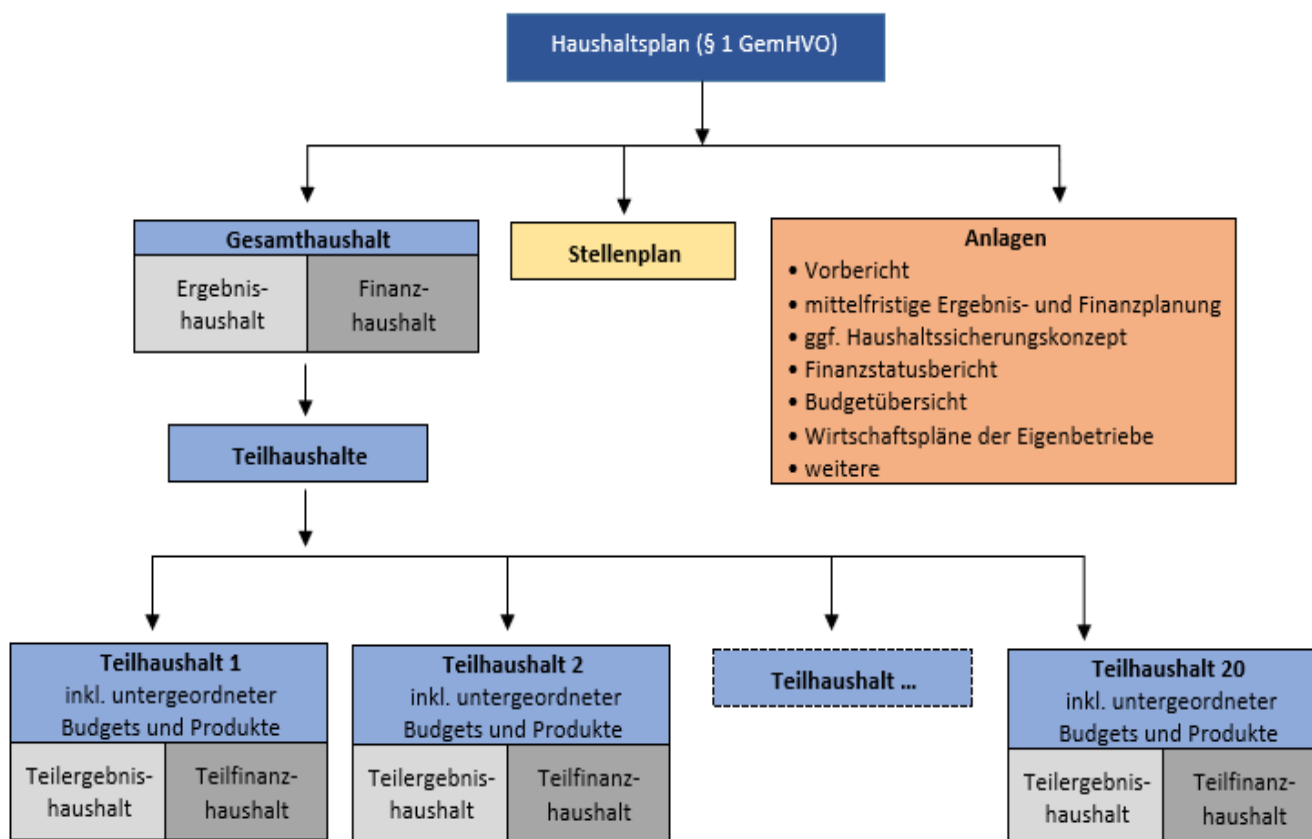 Haushaltsplan (§ 1 GemHVO)
Gesamthaushalt
Ergebnis-
haushalt
Finanz-
haushalt
Stellenplan
Anlagen
• Vorbericht
• mittelfristige Ergebnis- und Finanzplanung
• ggf. Haushaltssicherungskonzept
• Finanzstatusbericht
• Budgetübersicht
• Wirtschaftspläne der Eigenbetriebe
• weitere
Teilhaushalte
Teilhaushalt 1
inkl. untergeordneter
Budgets und Produkte
Teilergebnis-
haushalt
Teilfinanz-
haushalt
Teilhaushalt 2
inkl. untergeordneter
Budgets und Produkte
Teilergebnis-
haushalt
Teilfinanz-
haushalt
Teilhaushalt ...
Teilhaushalt 20
inkl. untergeordneter
Budgets und Produkte
Teilergebnis-
haushalt
Teilfinanz-
haushalt